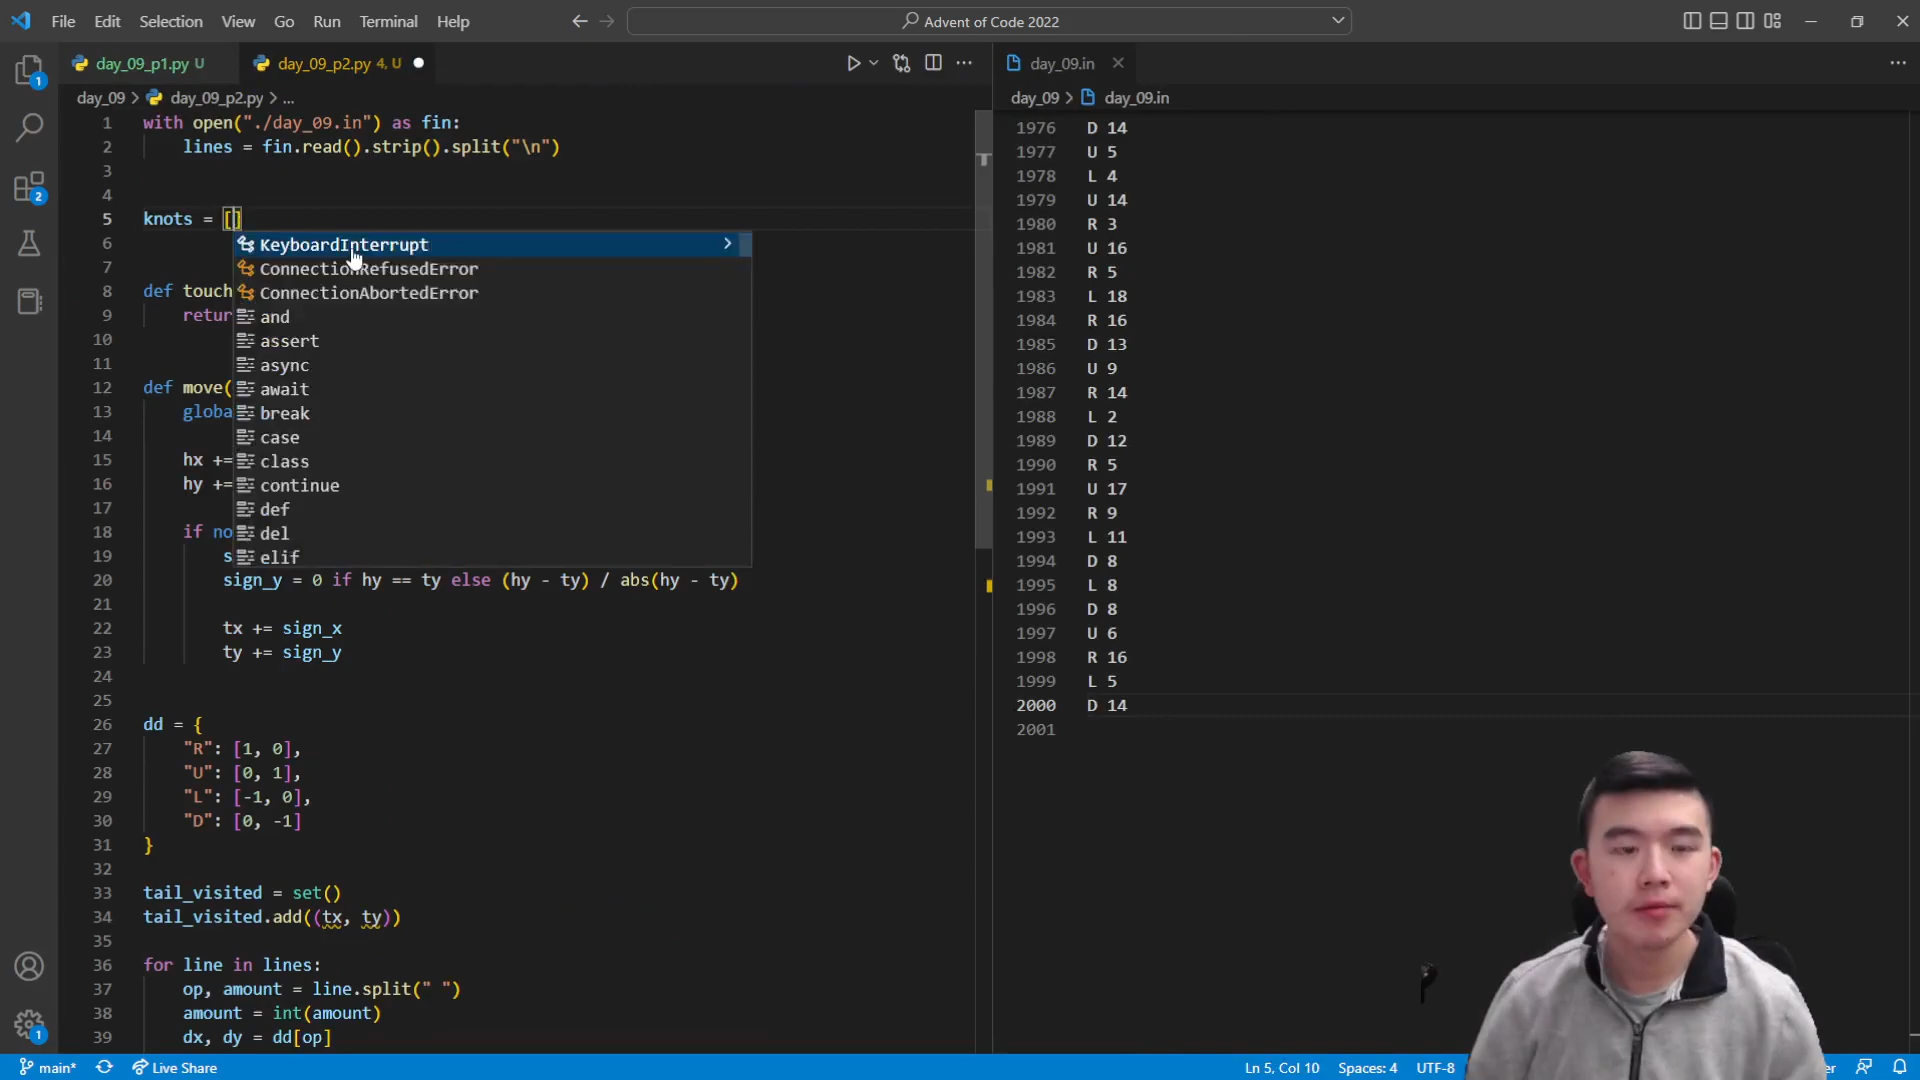 File Edit Selection View Go Run Terminal Help
Advent of Code 2022
day_09_p1.py U
day_09_p2.py 4, U
day_09.in
day_09 > day_09_p2.py > ...
day_09 > day_09.in
1 with open("./day_09.in") as fin:
2 lines = fin.read().strip().split("\n")
3
4
5 knots = []
6
7
8 def touch
9 retur
10
11
12 def move(
13 globa
14
15 hx +=
16 hy +=
17
18 if no
19 s
20 sign_y = 0 if hy == ty else (hy - ty) / abs(hy - ty)
21
22 tx += sign_x
23 ty += sign_y
24
25
26 dd = {
27 "R": [1, 0],
28 "U": [0, 1],
29 "L": [-1, 0],
30 "D": [0, -1]
31 }
32
33 tail_visited = set()
34 tail_visited.add((tx, ty))
35
36 for line in lines:
37 op, amount = line.split(" ")
38 amount = int(amount)
39 dx, dy = dd[op]
KeyboardInterrupt
ConnectionRefusedError
ConnectionAbortedError
and
assert
async
await
break
case
class
continue
def
del
elif
1976 D 14
1977 U 5
1978 L 4
1979 U 14
1980 R 3
1981 U 16
1982 R 5
1983 L 18
1984 R 16
1985 D 13
1986 U 9
1987 R 14
1988 L 2
1989 D 12
1990 R 5
1991 U 17
1992 R 9
1993 L 11
1994 D 8
1995 L 8
1996 D 8
1997 U 6
1998 R 16
1999 L 5
2000 D 14
2001
1
2
1
main* Live Share
Ln 5, Col 10 Spaces: 4 UTF-8